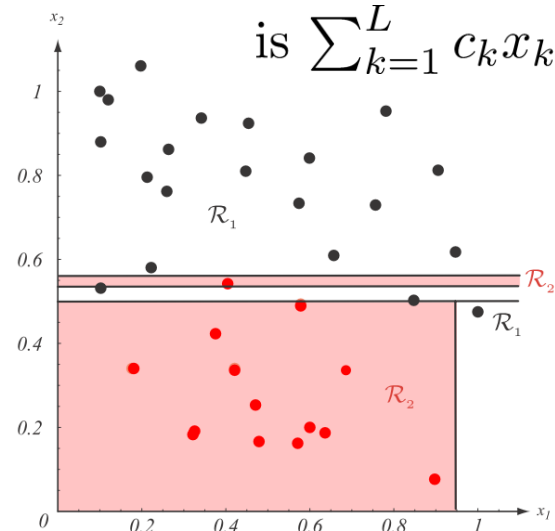 is $\sum_{k=1}^{L} c_k x_k$
x₂
1
0.8
0.6
0.4
0.2
0
R₁
R₂
R₁
R₂
0.2 0.4 0.6 0.8 1 x₁